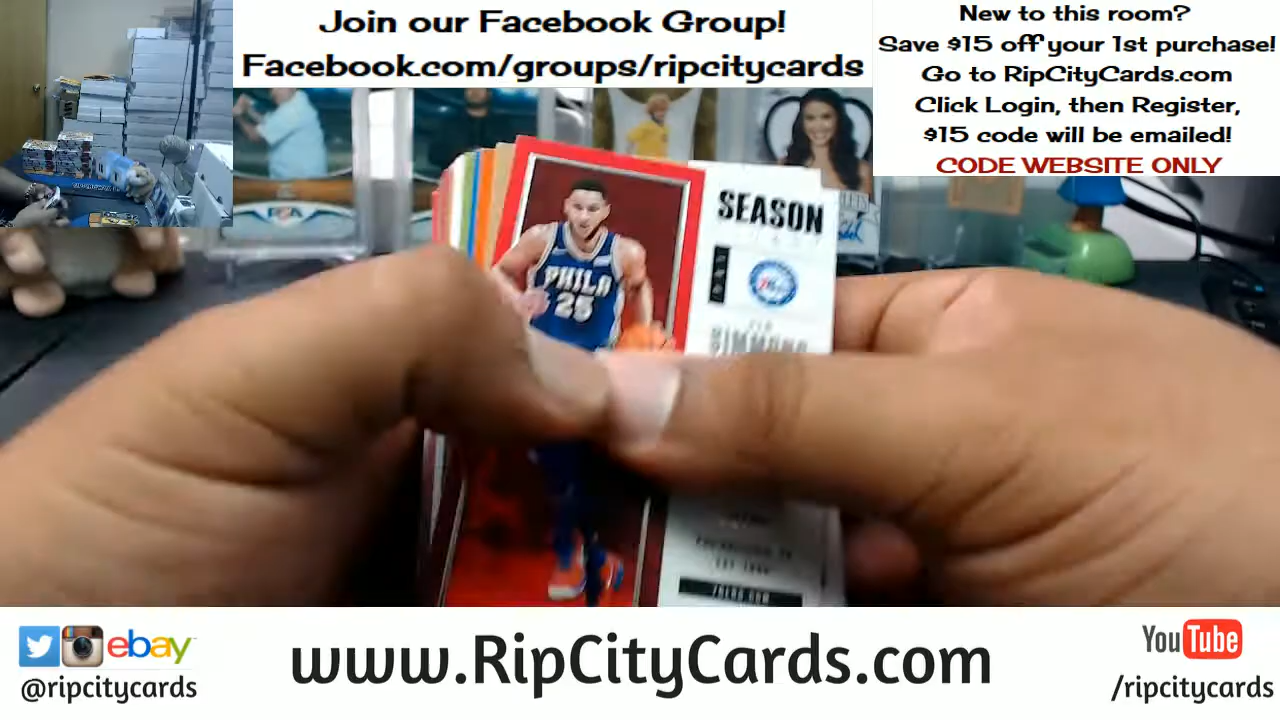 Join our Facebook Group!
Facebook.com/groups/ripcitycards
New to this room?
Save $15 off your 1st purchase!
Go to RipCityCards.com
Click Login, then Register,
$15 code will be emailed!
CODE WEBSITE ONLY
SEASON
PHILA
25
SIMMONS
ebay
@ripcitycards
www.RipCityCards.com
YouTube
/ripcitycards